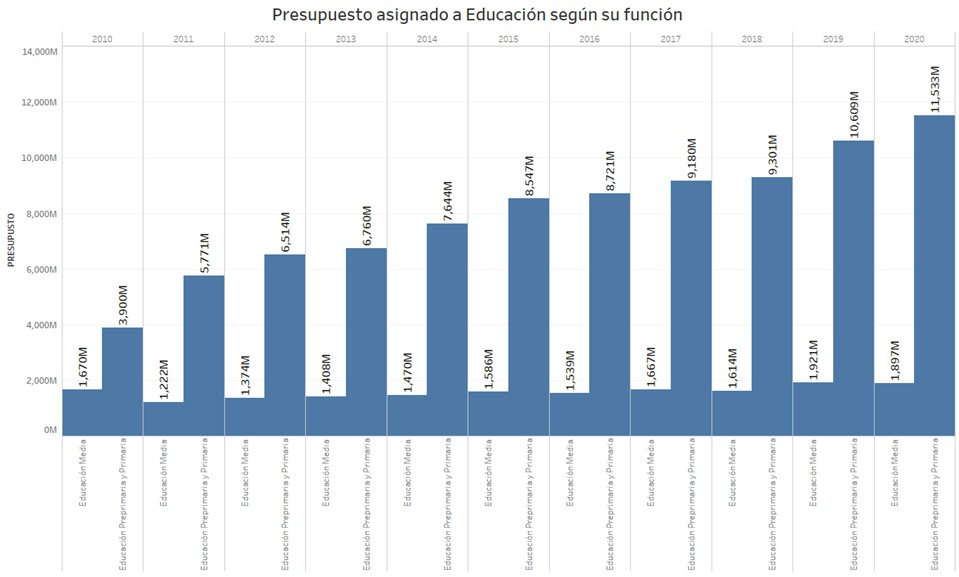 Presupuesto asignado a Educación según su función
2010 2011 2012 2013 2014 2015 2016 2017 2018 2019 2020
PRESUPUSTO
14,000M
12,000M
10,000M
8,000M
6,000M
4,000M
2,000M
0M
1,670M
3,900M
1,222M
5,771M
1,374M
6,514M
1,408M
6,760M
1,470M
7,644M
1,586M
8,547M
1,539M
8,721M
1,667M
9,180M
1,614M
9,301M
1,921M
10,609M
1,897M
11,533M
Educación Media
Educación Preprimaria y Primaria
Educación Media
Educación Preprimaria y Primaria
Educación Media
Educación Preprimaria y Primaria
Educación Media
Educación Preprimaria y Primaria
Educación Media
Educación Preprimaria y Primaria
Educación Media
Educación Preprimaria y Primaria
Educación Media
Educación Preprimaria y Primaria
Educación Media
Educación Preprimaria y Primaria
Educación Media
Educación Preprimaria y Primaria
Educación Media
Educación Preprimaria y Primaria
Educación Media
Educación Preprimaria y Primaria